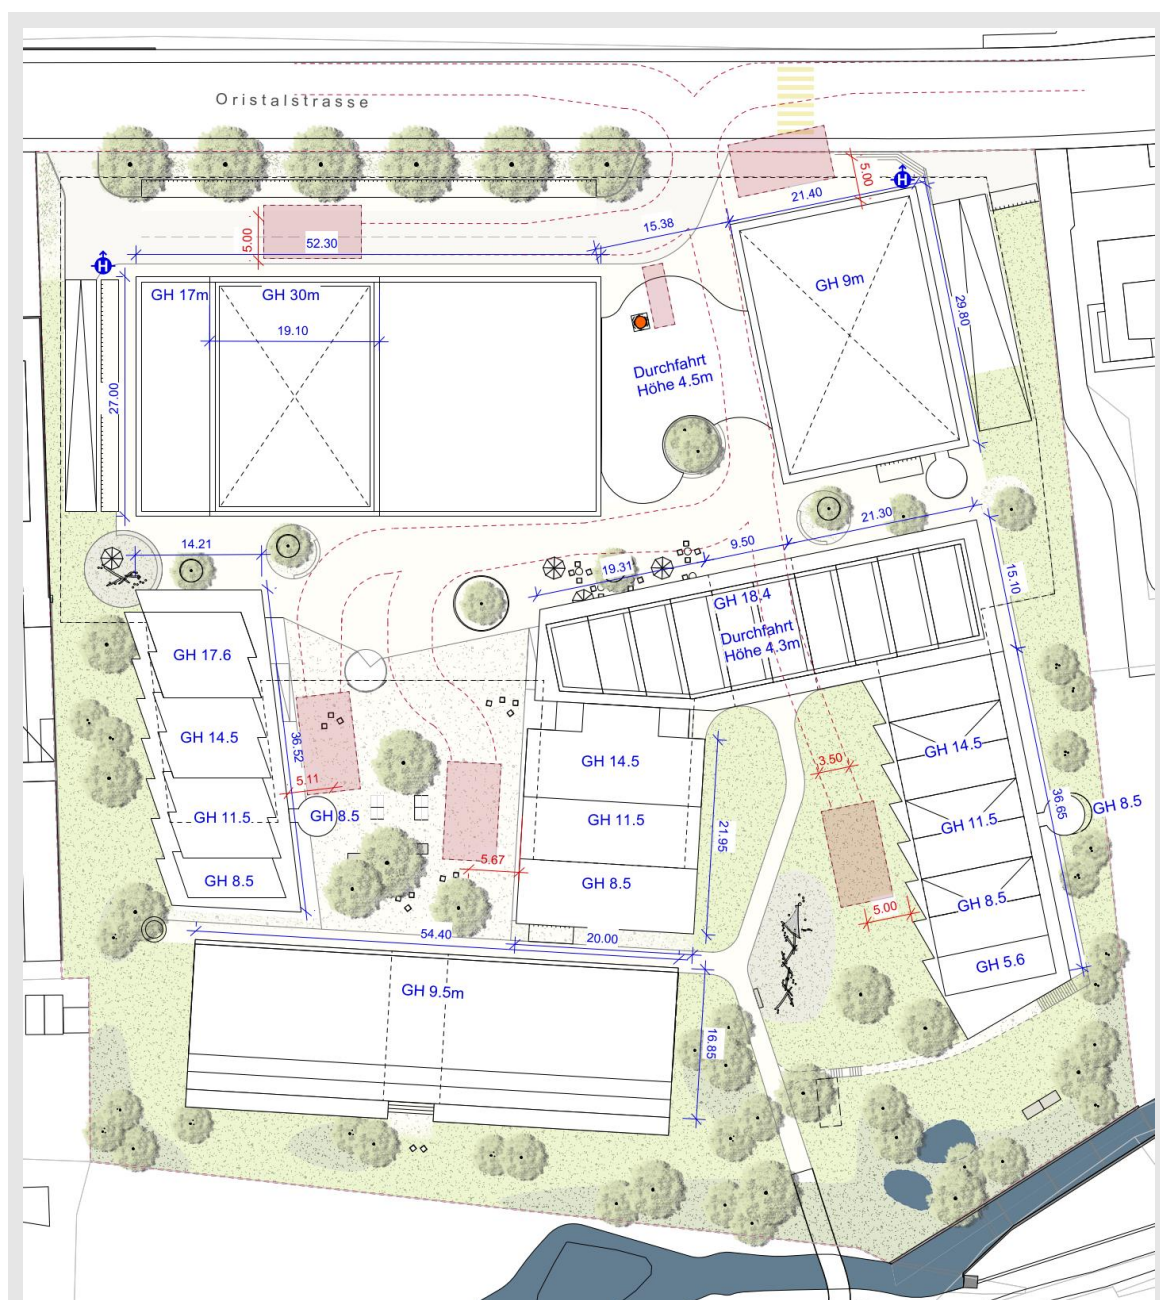 Oristalstrasse
H
5.00
21.40
15.38
5.00
52.30
H
GH 17m
GH 30m
GH 9m
29.80
19.10
Durchfahrt
Höhe 4.5m
27.00
14.21
21.30
9.50
19.31
15.10
GH 18.4
Durchfahrt
Höhe 4.3m
GH 17.6
GH 14.5
36.52
5.11
GH 11.5
GH 8.5
GH 8.5
GH 14.5
GH 11.5
21.95
5.67
GH 8.5
3.50
GH 14.5
GH 11.5
36.65
GH 8.5
GH 8.5
5.00
GH 5.6
54.40
20.00
GH 9.5m
16.85